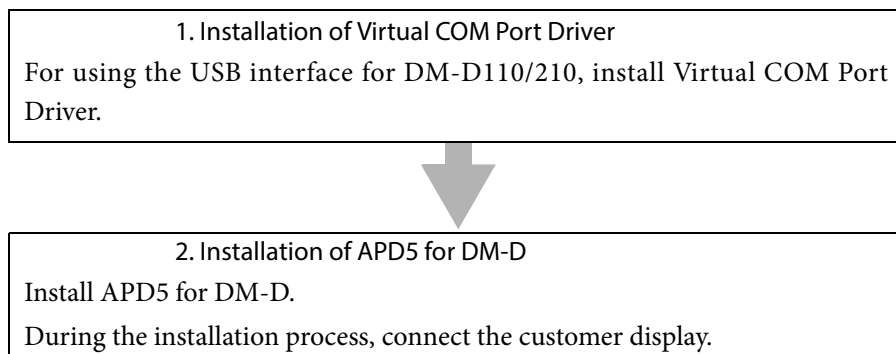 1. Installation of Virtual COM Port Driver
For using the USB interface for DM-D110/210, install Virtual COM Port
Driver.
2. Installation of APD5 for DM-D
Install APD5 for DM-D.
During the installation process, connect the customer display.